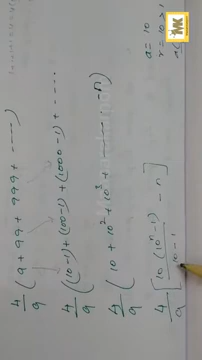 4/9 (9 + 99 + 999 + ----)
4/9 (10-1) + (100-1) + (1000-1) + ----
4/9 (10 + 10² + 10³ + ------ -n)
4/9 [10 (10ⁿ-1)/10-1 - n]
a = 10
MK